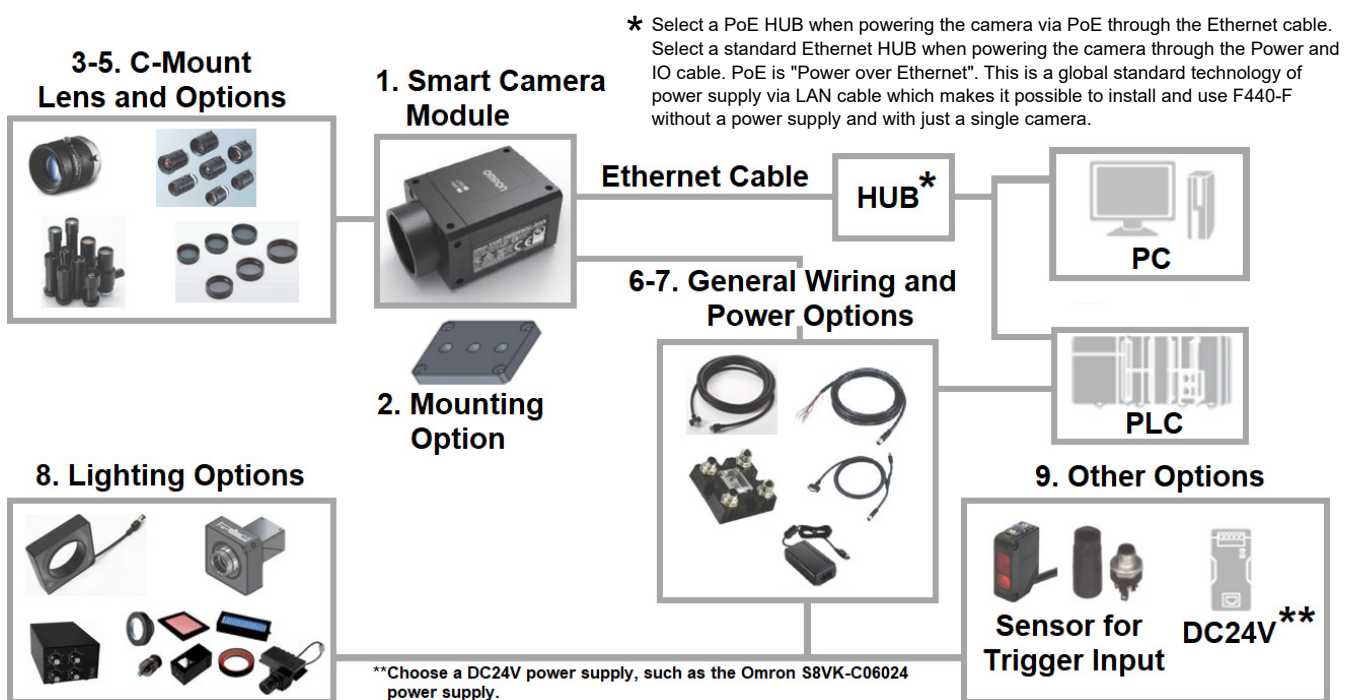 * Select a PoE HUB when powering the camera via PoE through the Ethernet cable.
Select a standard Ethernet HUB when powering the camera through the Power and
IO cable. PoE is "Power over Ethernet". This is a global standard technology of
power supply via LAN cable which makes it possible to install and use F440-F
without a power supply and with just a single camera.
3-5. C-Mount
Lens and Options
1. Smart Camera
Module
OMRON
Ethernet Cable
HUB*
PC
6-7. General Wiring and
Power Options
PLC
2. Mounting
Option
8. Lighting Options
9. Other Options
Sensor for
Trigger Input
DC24V**
**Choose a DC24V power supply, such as the Omron S8VK-C06024
power supply.